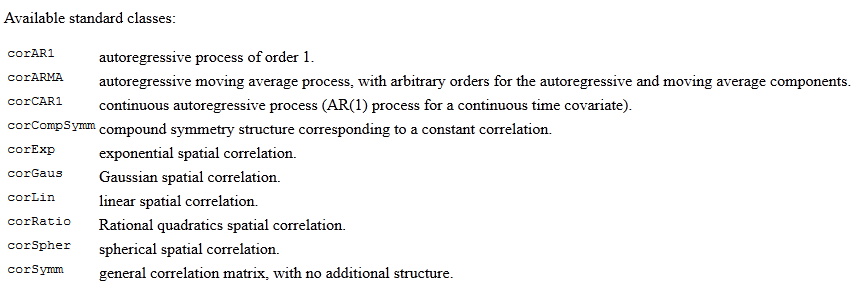 Available standard classes:
corAR1 autoregressive process of order 1.
corARMA autoregressive moving average process, with arbitrary orders for the autoregressive and moving average components.
corCAR1 continuous autoregressive process (AR(1) process for a continuous time covariate).
corCompSymm compound symmetry structure corresponding to a constant correlation.
corExp exponential spatial correlation.
corGaus Gaussian spatial correlation.
corLin linear spatial correlation.
corRatio Rational quadratics spatial correlation.
corSpher spherical spatial correlation.
corSymm general correlation matrix, with no additional structure.